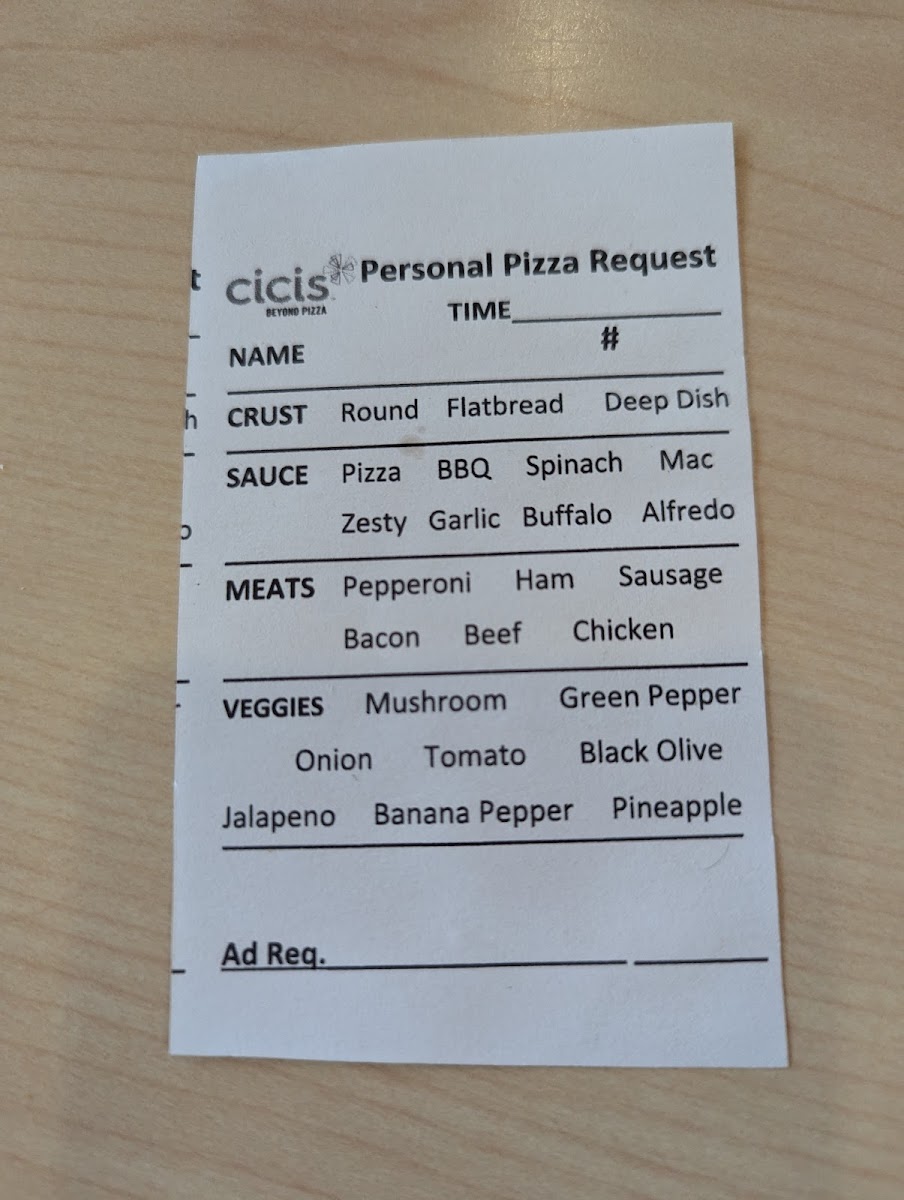 cicis Personal Pizza Request
BEYOND PIZZA
TIME
NAME #
CRUST Round Flatbread Deep Dish
SAUCE Pizza BBQ Spinach Mac
Zesty Garlic Buffalo Alfredo
MEATS Pepperoni Ham Sausage
Bacon Beef Chicken
VEGGIES Mushroom Green Pepper
Onion Tomato Black Olive
Jalapeno Banana Pepper Pineapple
Ad Req.